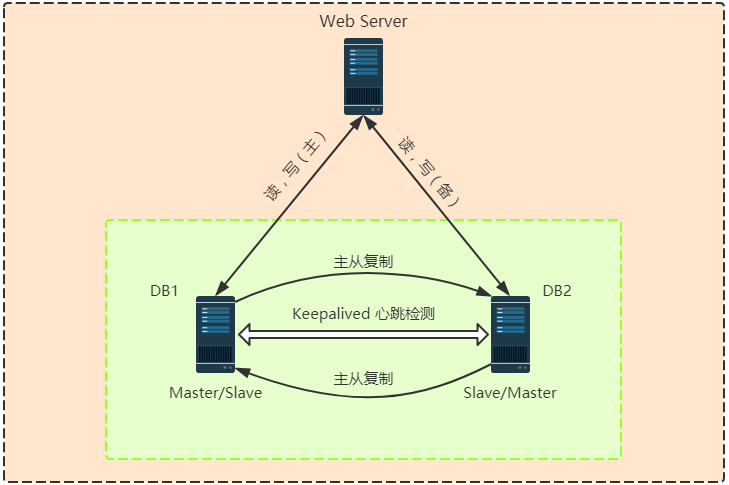 Web Server
读,写(主)
读,写(备)
主从复制
DB1
DB2
Keepalived 心跳检测
主从复制
Master/Slave
Slave/Master